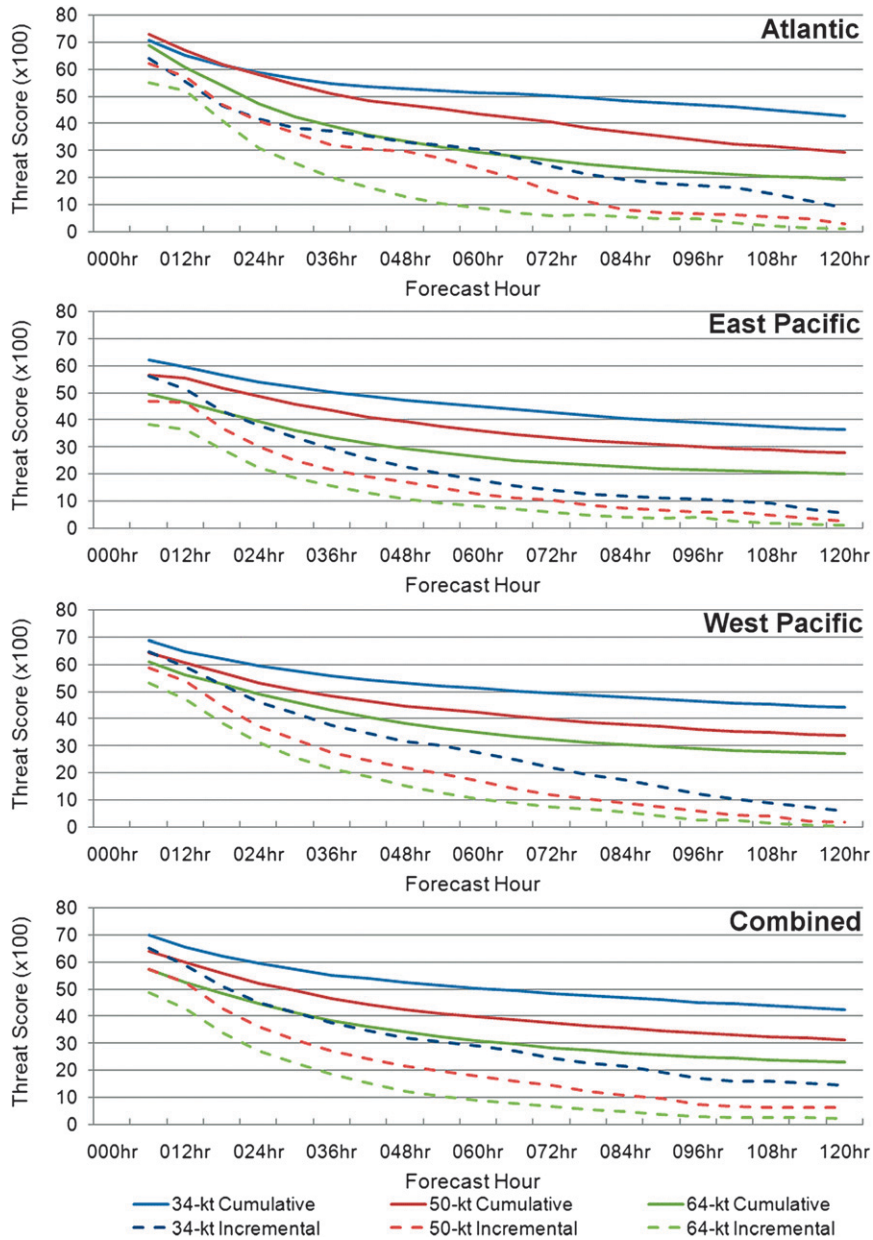 Atlantic
Threat Score (x100)
80
70
60
50
40
30
20
10
0
000hr 012hr 024hr 036hr 048hr 060hr 072hr 084hr 096hr 108hr 120hr
Forecast Hour
East Pacific
Threat Score (x100)
80
70
60
50
40
30
20
10
0
000hr 012hr 024hr 036hr 048hr 060hr 072hr 084hr 096hr 108hr 120hr
Forecast Hour
West Pacific
Threat Score (x100)
80
70
60
50
40
30
20
10
0
000hr 012hr 024hr 036hr 048hr 060hr 072hr 084hr 096hr 108hr 120hr
Forecast Hour
Combined
Threat Score (x100)
80
70
60
50
40
30
20
10
0
000hr 012hr 024hr 036hr 048hr 060hr 072hr 084hr 096hr 108hr 120hr
Forecast Hour
34-kt Cumulative 50-kt Cumulative 64-kt Cumulative
34-kt Incremental 50-kt Incremental 64-kt Incremental